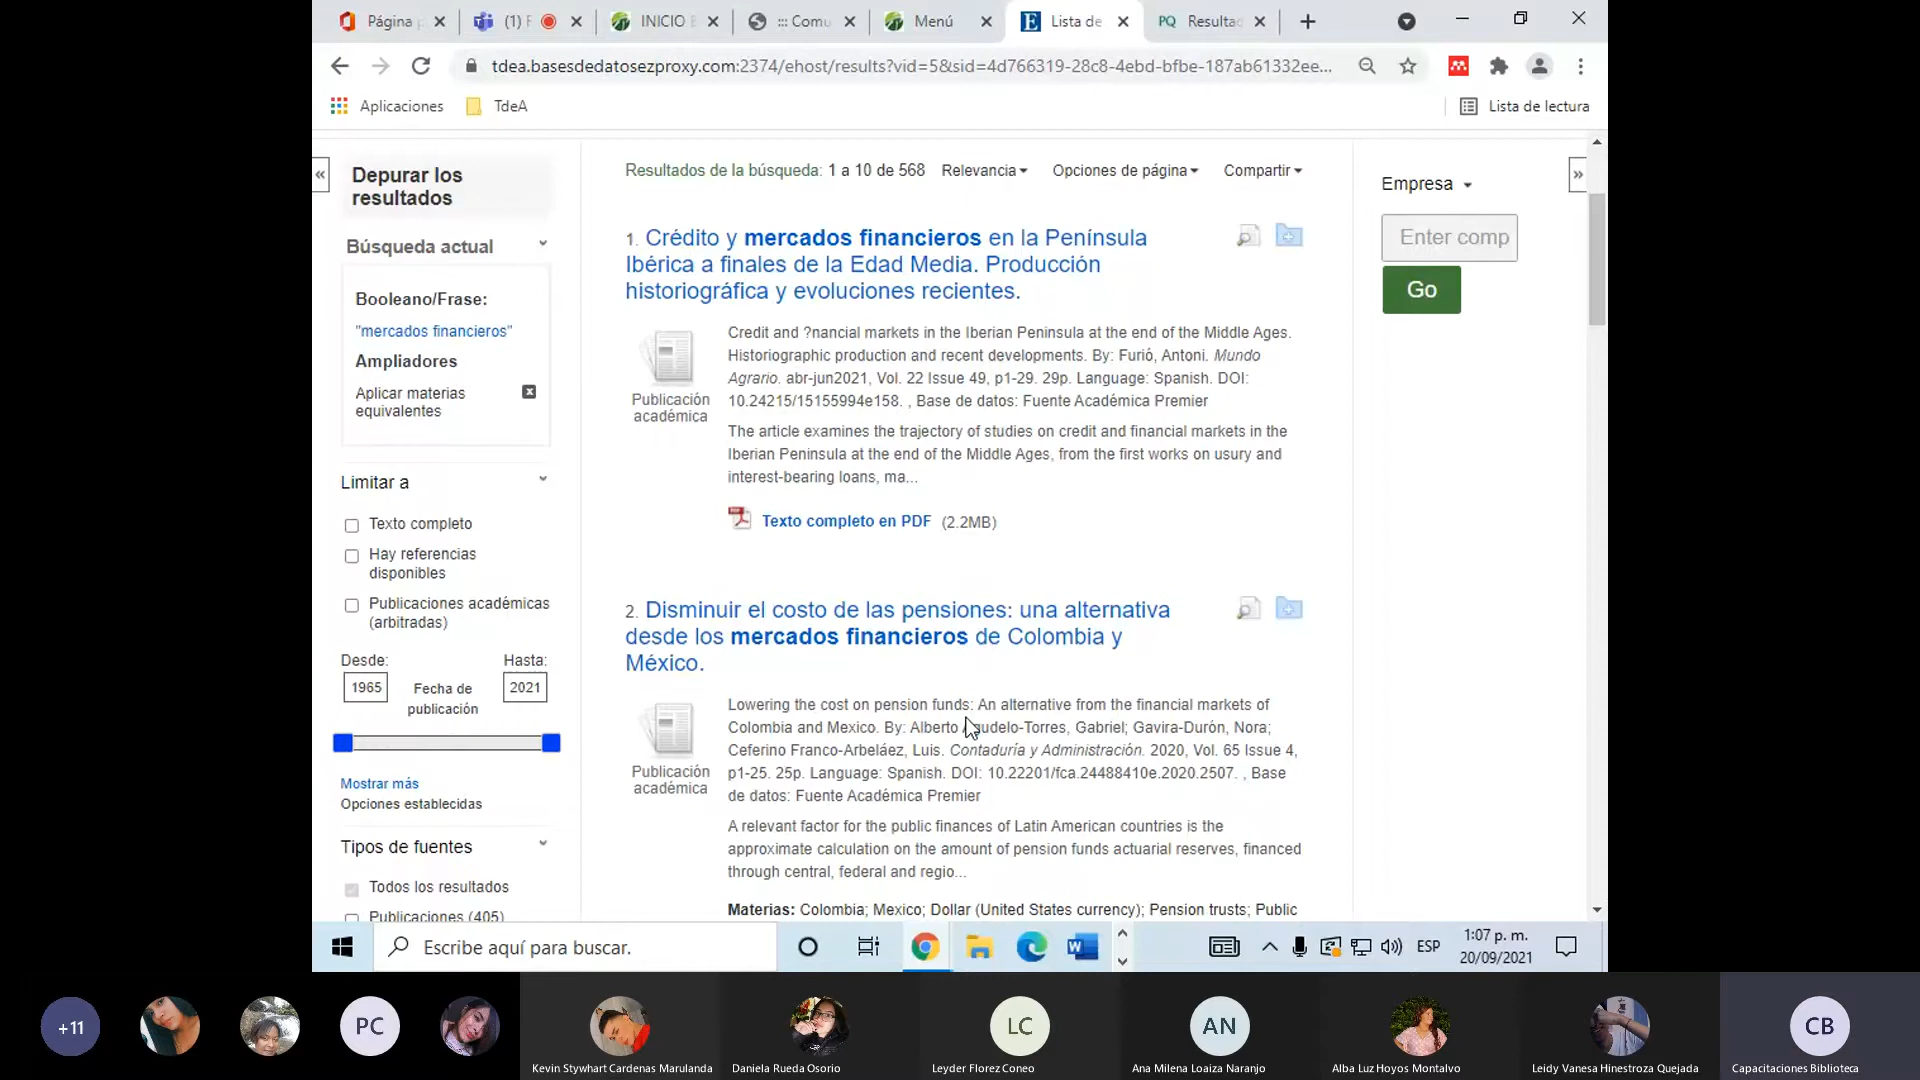 Página p
(1) F
INICIO B
::: Comu
Menú
Lista de
PQ
Resultad
tdea.basesdedatosezproxy.com:2374/ehost/results?vid=5&sid=4d766319-28c8-4ebd-bfbe-187ab61332ee...
Aplicaciones
TdeA
Lista de lectura
Depurar los
resultados
Búsqueda actual
Booleano/Frase:
"mercados financieros"
Ampliadores
Aplicar materias
equivalentes
Limitar a
Texto completo
Hay referencias
disponibles
Publicaciones académicas
(arbitradas)
Desde:
Hasta:
1965
Fecha de
publicación
2021
Mostrar más
Opciones establecidas
Tipos de fuentes
Todos los resultados
Publicaciones (405)
Resultados de la búsqueda: 1 a 10 de 568
Relevancia
Opciones de página
Compartir
1. Crédito y mercados financieros en la Península
Ibérica a finales de la Edad Media. Producción
historiográfica y evoluciones recientes.
Publicación
académica
Credit and ?nancial markets in the Iberian Peninsula at the end of the Middle Ages.
Historiographic production and recent developments. By: Furió, Antoni. Mundo
Agrario. abr-jun2021, Vol. 22 Issue 49, p1-29. 29p. Language: Spanish. DOI:
10.24215/15155994e158. , Base de datos: Fuente Académica Premier
The article examines the trajectory of studies on credit and financial markets in the
Iberian Peninsula at the end of the Middle Ages, from the first works on usury and
interest-bearing loans, ma...
Texto completo en PDF (2.2MB)
2. Disminuir el costo de las pensiones: una alternativa
desde los mercados financieros de Colombia y
México.
Publicación
académica
Lowering the cost on pension funds: An alternative from the financial markets of
Colombia and Mexico. By: Alberto Agudelo-Torres, Gabriel; Gavira-Durón, Nora;
Ceferino Franco-Arbeláez, Luis. Contaduría y Administración. 2020, Vol. 65 Issue 4,
p1-25. 25p. Language: Spanish. DOI: 10.22201/fca.24488410e.2020.2507. , Base
de datos: Fuente Académica Premier
A relevant factor for the public finances of Latin American countries is the
approximate calculation on the amount of pension funds actuarial reserves, financed
through central, federal and regio...
Materias: Colombia; Mexico; Dollar (United States currency); Pension trusts; Public
Empresa
Enter comp
Go
Escribe aquí para buscar.
ESP
1:07 p. m.
20/09/2021
+11
PC
Kevin Stywhart Cardenas Marulanda
Daniela Rueda Osorio
LC
Leyder Florez Coneo
AN
Ana Milena Loaiza Naranjo
Alba Luz Hoyos Montalvo
Leidy Vanesa Hinestroza Quejada
CB
Capacitaciones Biblioteca